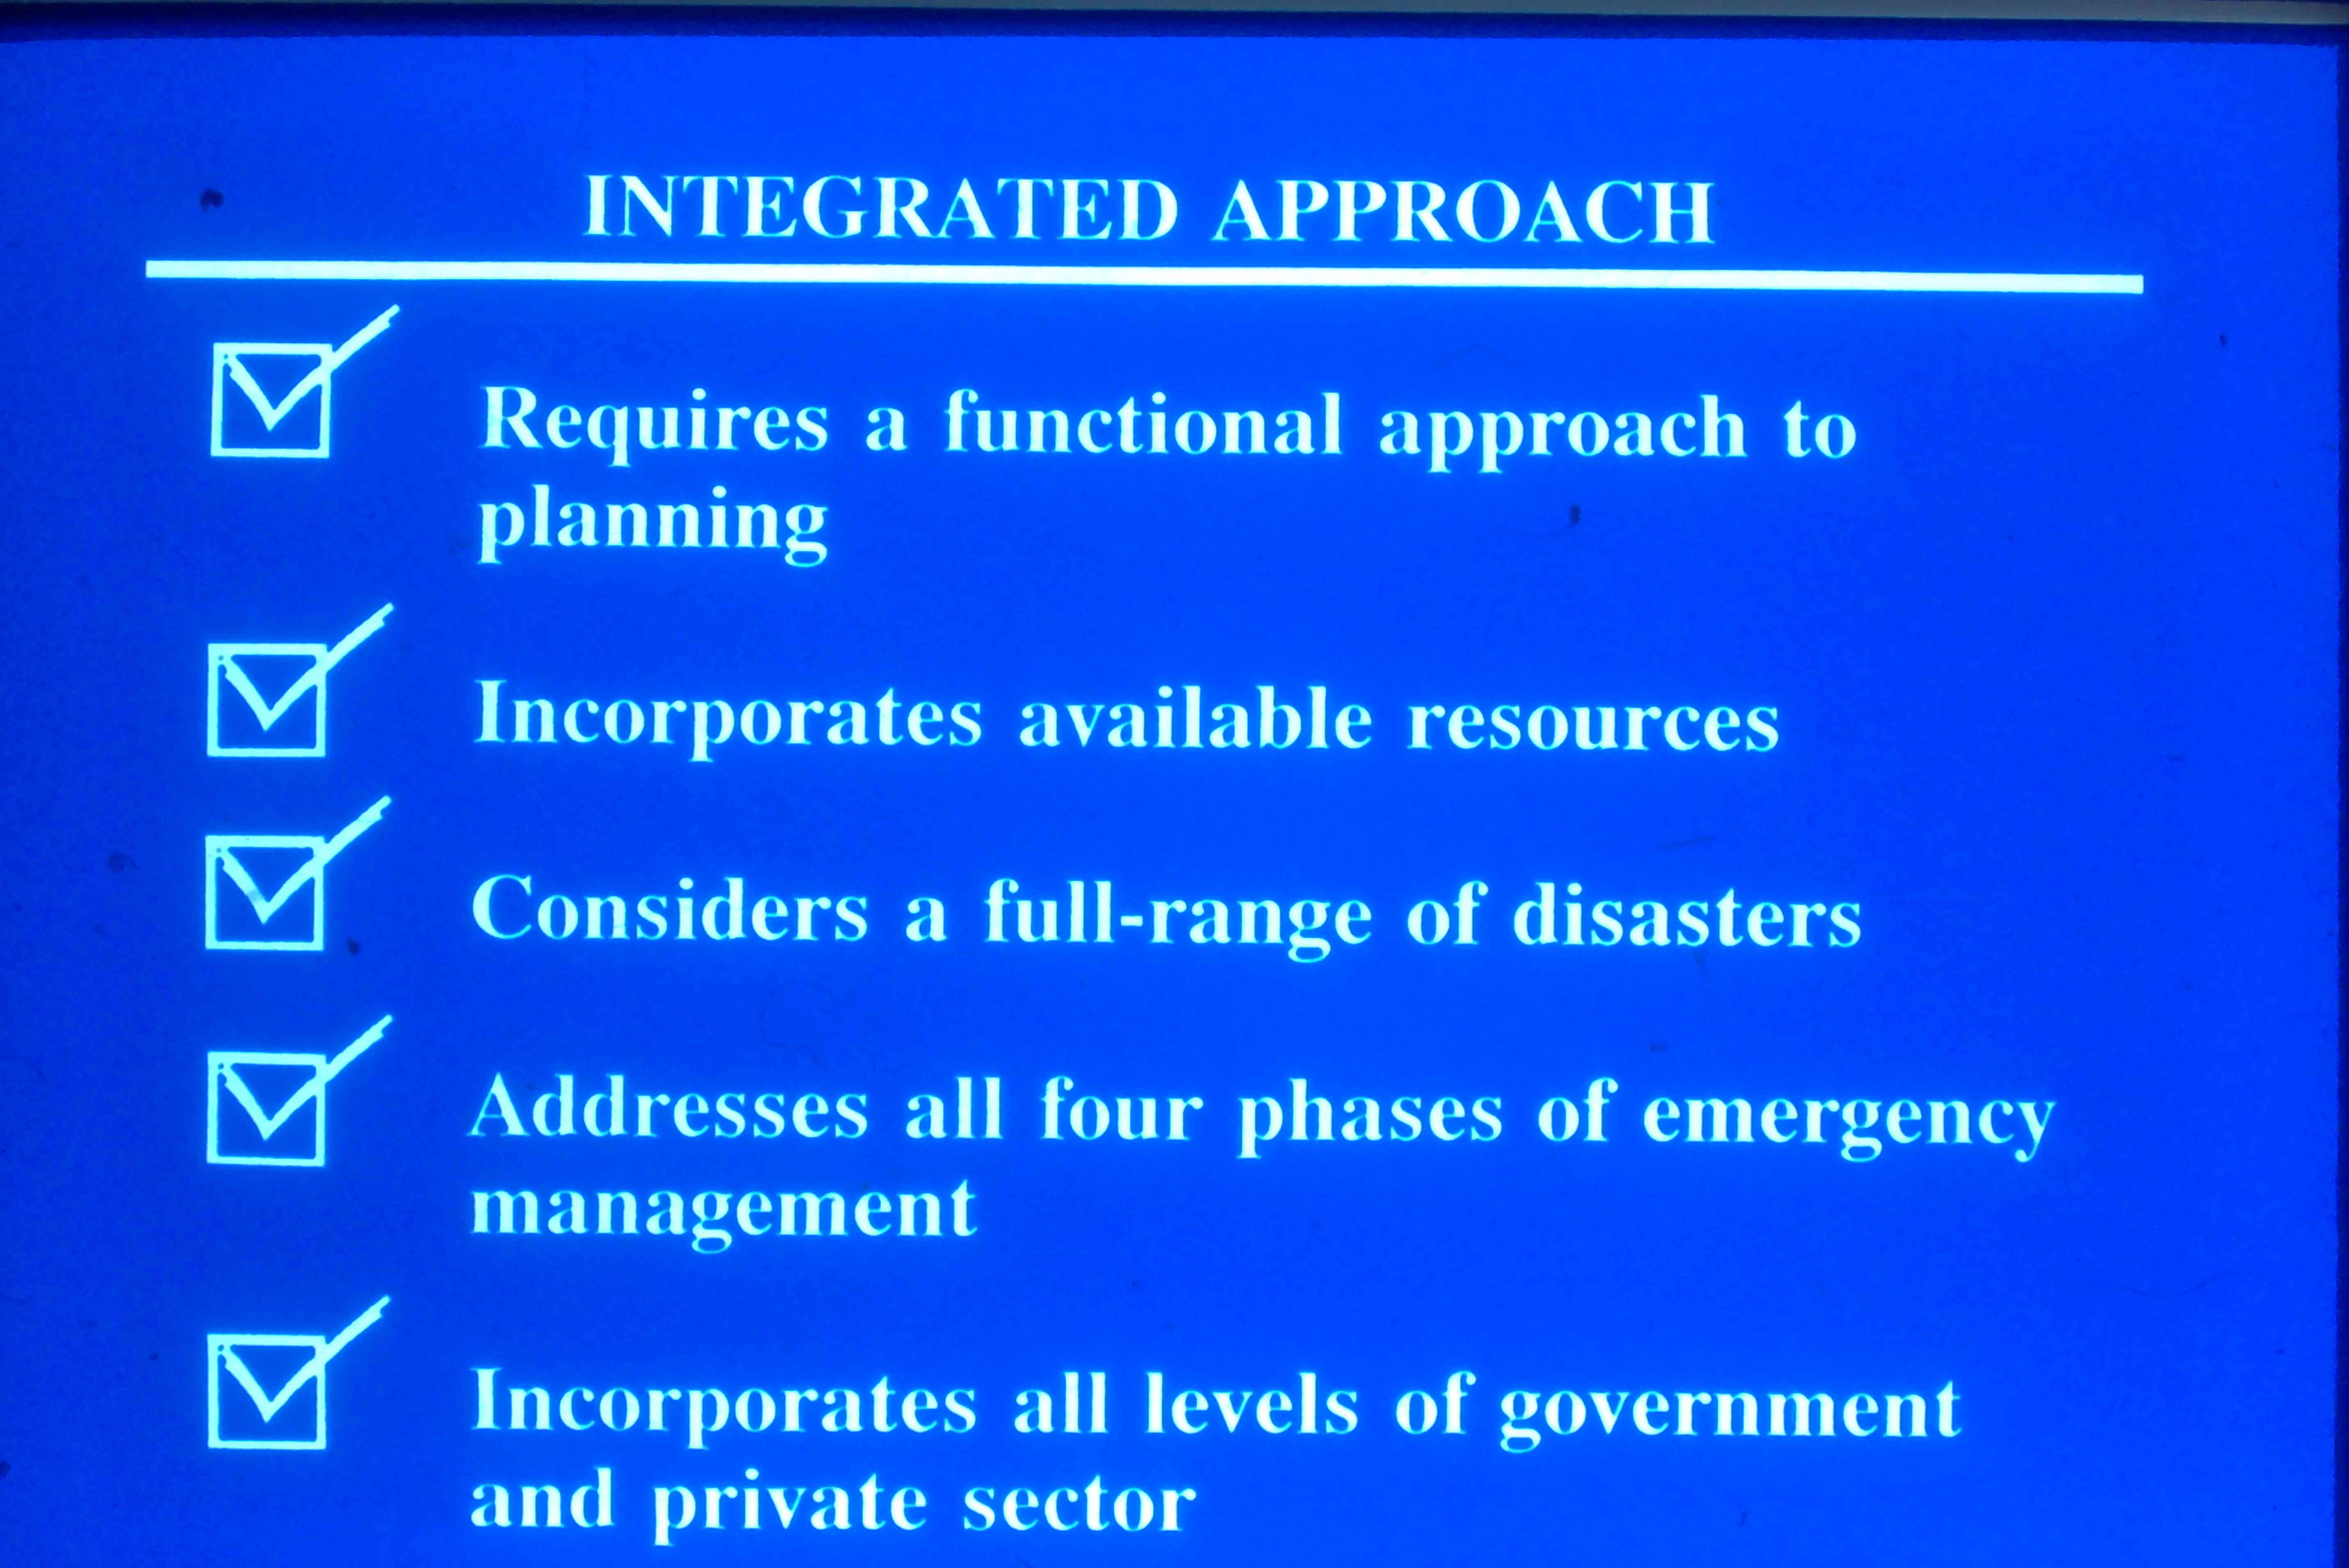 INTEGRATED APPROACH
Requires a functional approach to
planning
Incorporates available resources
Considers a full-range of disasters
Addresses all four phases of emergency
management
Incorporates all levels of government
and private sector